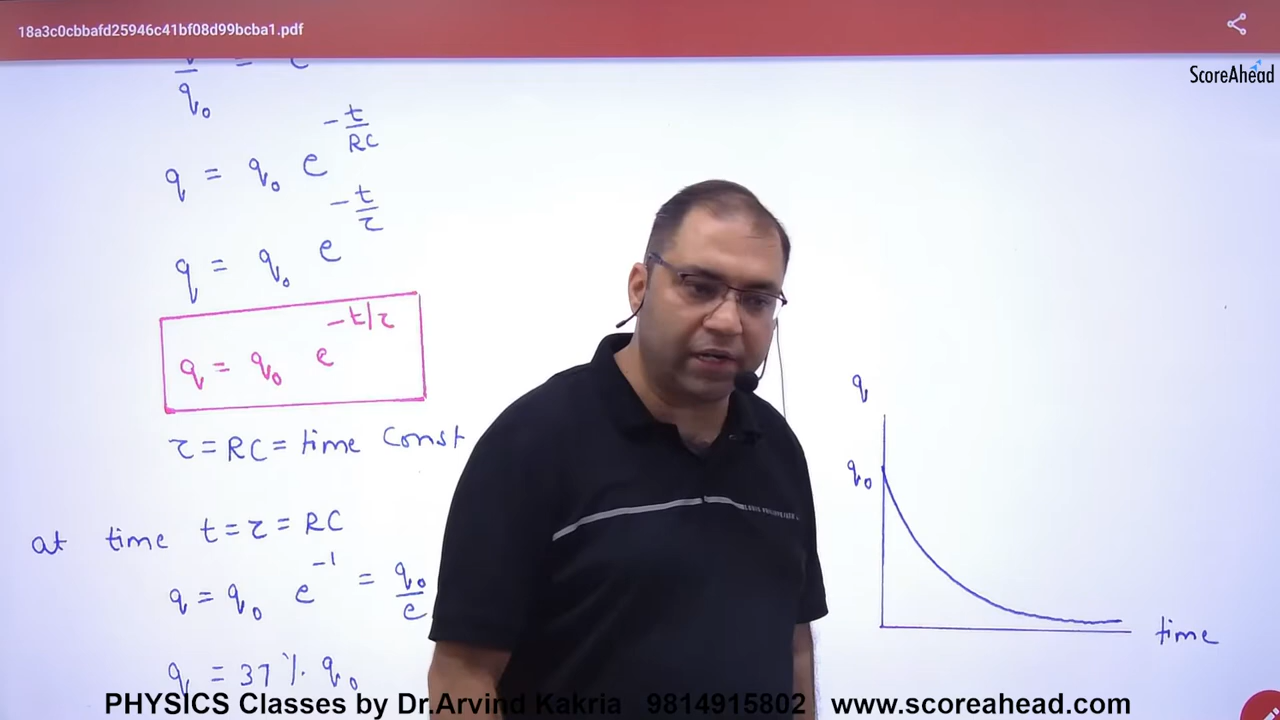 18a3c0cbbafd25946c41bf08d99bcba1.pdf
ScoreAhead
q₀
q = q₀ e^(-t/RC)
q = q₀ e^(-t/τ)
q = q₀ e^(-t/τ)
τ = RC = time Const
at time t = τ = RC
q = q₀ e^(-1) = q₀/e
q = 37 % q₀
q
q₀
time
PHYSICS Classes by Dr.Arvind Kakria 9814915802 www.scoreahead.com